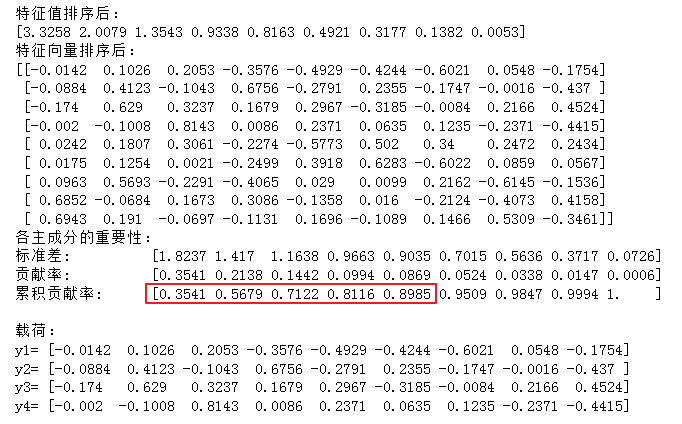 特征值排序后:
[3.3258 2.0079 1.3543 0.9338 0.8163 0.4921 0.3177 0.1382 0.0053]
特征向量排序后:
[[-0.0142  0.1026  0.2053 -0.3576 -0.4929 -0.4244 -0.6021  0.0548 -0.1754]
 [-0.0884  0.4123 -0.1043  0.6756 -0.2791  0.2355 -0.1747 -0.0016 -0.437 ]
 [-0.174   0.629   0.3237  0.1679  0.2967 -0.3185 -0.0084  0.2166  0.4524]
 [-0.002  -0.1008  0.8143  0.0086  0.2371  0.0635  0.1235 -0.2371 -0.4415]
 [ 0.0242  0.1807  0.3061 -0.2274 -0.5773  0.502   0.34    0.2472  0.2434]
 [ 0.0175  0.1254  0.0021 -0.2499  0.3918  0.6283 -0.6022  0.0859  0.0567]
 [ 0.0963  0.5693 -0.2291 -0.4065  0.029   0.0099  0.2162 -0.6145 -0.1536]
 [ 0.6852 -0.0684  0.1673  0.3086 -0.1358  0.016  -0.2124 -0.4073  0.4158]
 [ 0.6943  0.191  -0.0697 -0.1131  0.1696 -0.1089  0.1466  0.5309 -0.3461]]
各主成分的重要性:
标准差: [1.8237 1.417  1.1638 0.9663 0.9035 0.7015 0.5636 0.3717 0.0726]
贡献率: [0.3541 0.2138 0.1442 0.0994 0.0869 0.0524 0.0338 0.0147 0.0006]
累积贡献率: [0.3541 0.5679 0.7122 0.8116 0.8985 0.9509 0.9847 0.9994 1.    ]
载荷:
y1= [-0.0142  0.1026  0.2053 -0.3576 -0.4929 -0.4244 -0.6021  0.0548 -0.1754]
y2= [-0.0884  0.4123 -0.1043  0.6756 -0.2791  0.2355 -0.1747 -0.0016 -0.437 ]
y3= [-0.174   0.629   0.3237  0.1679  0.2967 -0.3185 -0.0084  0.2166  0.4524]
y4= [-0.002  -0.1008  0.8143  0.0086  0.2371  0.0635  0.1235 -0.2371 -0.4415]